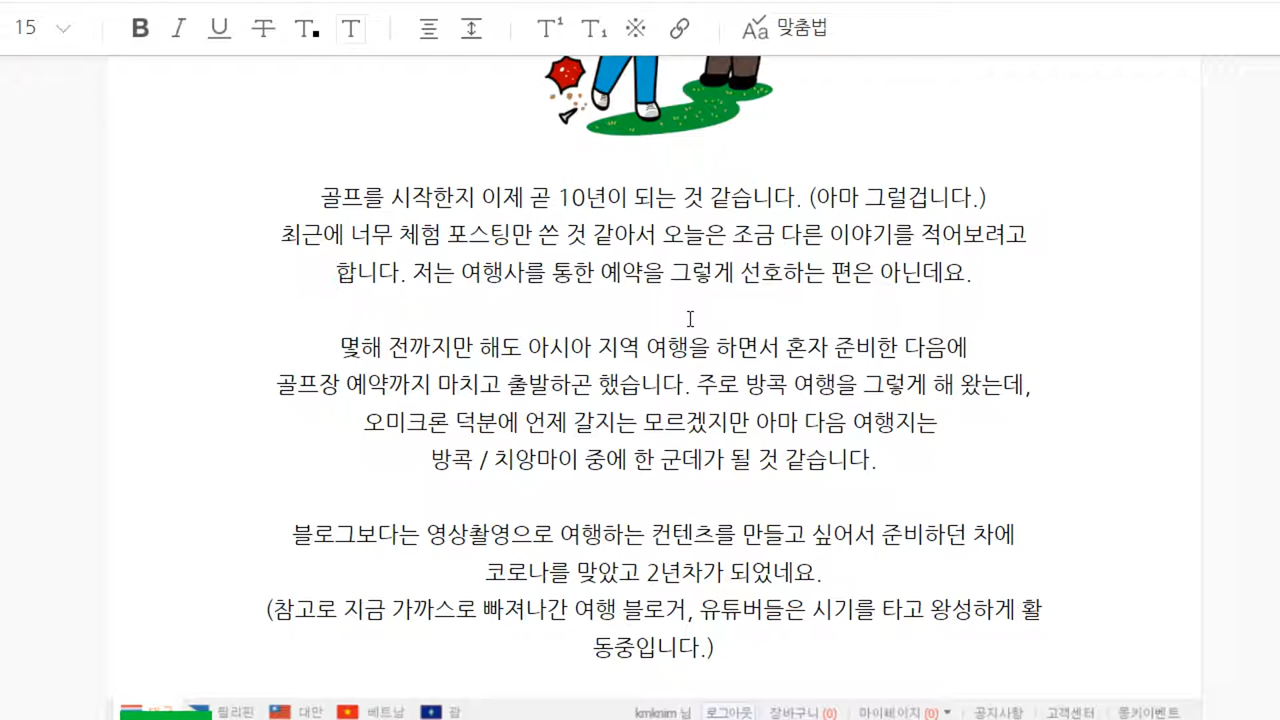 15
B I U T T. T T¹ T₁ ※ Aa 맞춤법
골프를 시작한지 이제 곧 10년이 되는 것 같습니다. (아마 그럴겁니다.)
최근에 너무 체험 포스팅만 쓴 것 같아서 오늘은 조금 다른 이야기를 적어보려고
합니다. 저는 여행사를 통한 예약을 그렇게 선호하는 편은 아닌데요.
몇해 전까지만 해도 아시아 지역 여행을 하면서 혼자 준비한 다음에
골프장 예약까지 마치고 출발하곤 했습니다. 주로 방콕 여행을 그렇게 해 왔는데,
오미크론 덕분에 언제 갈지는 모르겠지만 아마 다음 여행지는
방콕 / 치앙마이 중에 한 군데가 될 것 같습니다.
블로그보다는 영상촬영으로 여행하는 컨텐츠를 만들고 싶어서 준비하던 차에
코로나를 맞았고 2년차가 되었네요.
(참고로 지금 가까스로 빠져나간 여행 블로거, 유튜버들은 시기를 타고 왕성하게 활
동중입니다.)
필리핀 대만 베트남 괌 kmknim 님 로그아웃 장바구니 (0) 마이페이지 (0) 공지사항 고객센터 몽키이벤트